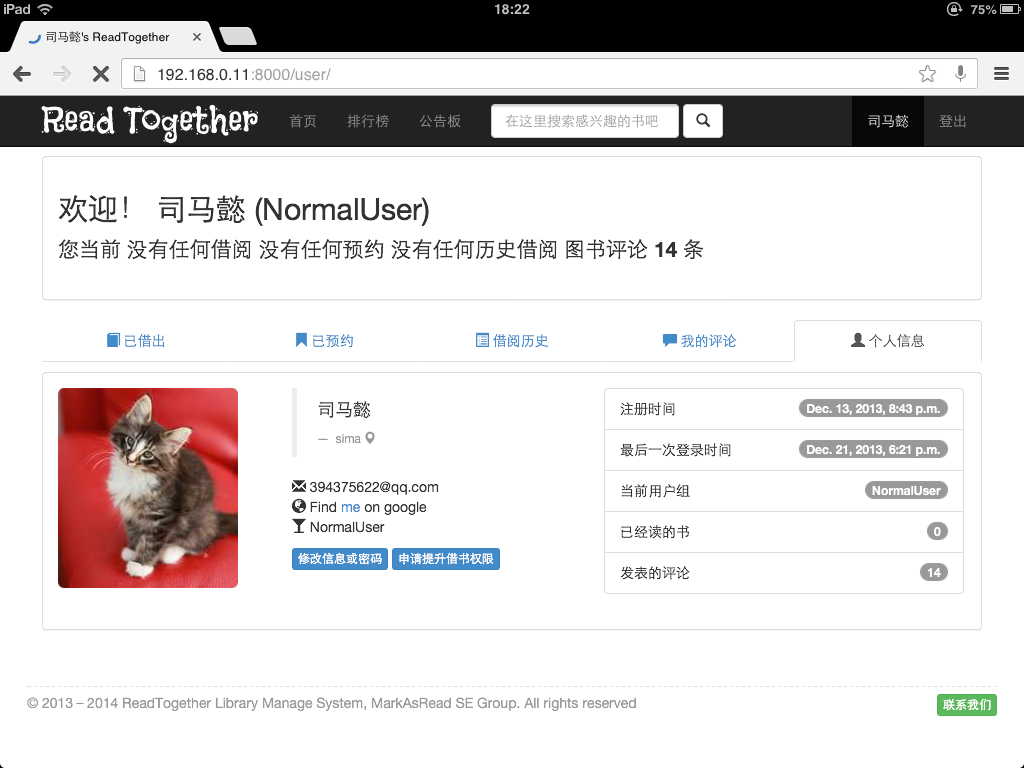 iPad 18:22 75%
司马懿's ReadTogether
192.168.0.11:8000/user/
Read Together 首页 排行榜 公告板 在这里搜索感兴趣的书吧 司马懿 登出
欢迎! 司马懿 (NormalUser)
您当前 没有任何借阅 没有任何预约 没有任何历史借阅 图书评论 14 条
已借出 已预约 借阅历史 我的评论 个人信息
司马懿
— sima
394375622@qq.com
Find me on google
NormalUser
修改信息或密码 申请提升借书权限
注册时间 Dec. 13, 2013, 8:43 p.m.
最后一次登录时间 Dec. 21, 2013, 6:21 p.m.
当前用户组 NormalUser
已经读的书 0
发表的评论 14
© 2013 – 2014 ReadTogether Library Manage System, MarkAsRead SE Group. All rights reserved 联系我们